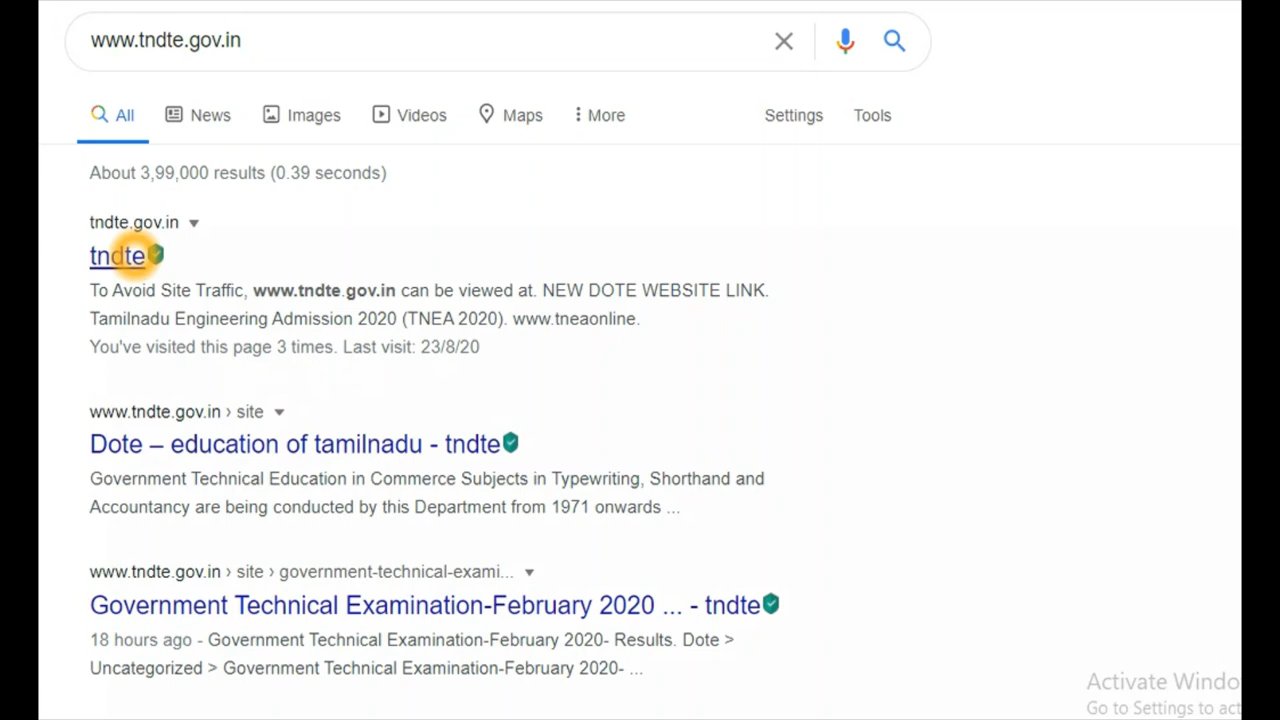 www.tndte.gov.in
All News Images Videos Maps More Settings Tools
About 3,99,000 results (0.39 seconds)
tndte.gov.in
tndte
To Avoid Site Traffic, www.tndte.gov.in can be viewed at. NEW DOTE WEBSITE LINK.
Tamilnadu Engineering Admission 2020 (TNEA 2020). www.tneaonline.
You've visited this page 3 times. Last visit: 23/8/20
www.tndte.gov.in › site
Dote – education of tamilnadu - tndte
Government Technical Education in Commerce Subjects in Typewriting, Shorthand and
Accountancy are being conducted by this Department from 1971 onwards ...
www.tndte.gov.in › site › government-technical-exami...
Government Technical Examination-February 2020 ... - tndte
18 hours ago - Government Technical Examination-February 2020- Results. Dote >
Uncategorized > Government Technical Examination-February 2020- ...
Activate Windo
Go to Settings to act